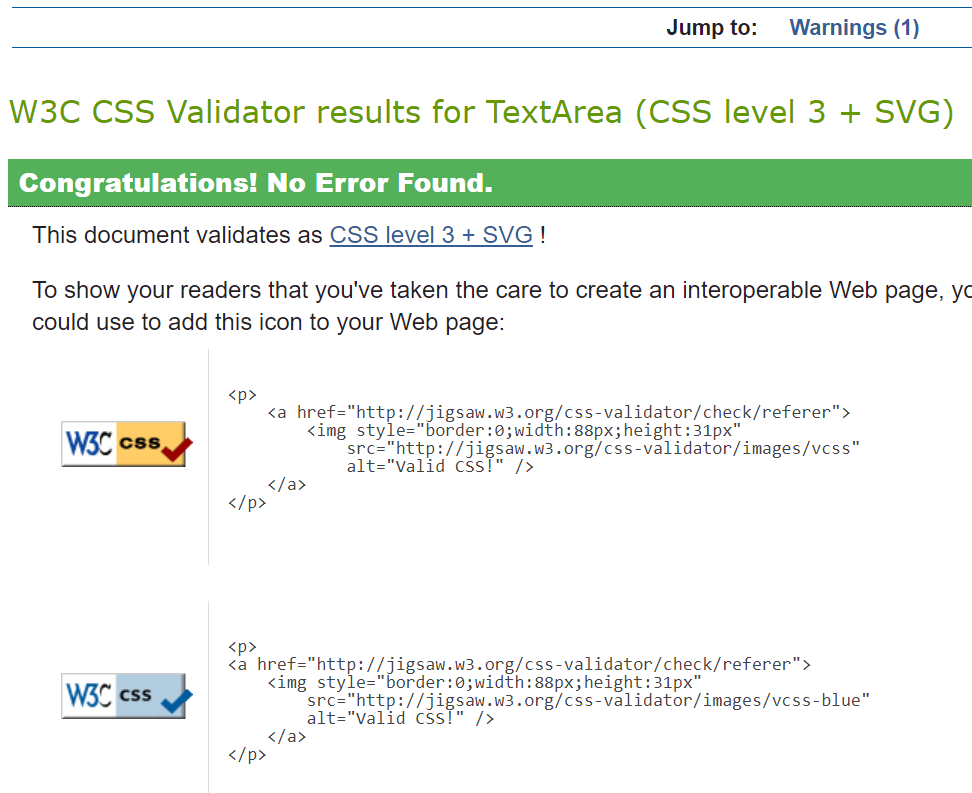 Jump to: Warnings (1)
W3C CSS Validator results for TextArea (CSS level 3 + SVG)
Congratulations! No Error Found.
This document validates as CSS level 3 + SVG !
To show your readers that you've taken the care to create an interoperable Web page, yo
could use to add this icon to your Web page:
W3C css
<p>
    <a href="http://jigsaw.w3.org/css-validator/check/referer">
        <img style="border:0;width:88px;height:31px"
            src="http://jigsaw.w3.org/css-validator/images/vcss"
            alt="Valid CSS!" />
    </a>
</p>
W3C css
<p>
<a href="http://jigsaw.w3.org/css-validator/check/referer">
    <img style="border:0;width:88px;height:31px"
        src="http://jigsaw.w3.org/css-validator/images/vcss-blue"
        alt="Valid CSS!" />
    </a>
</p>